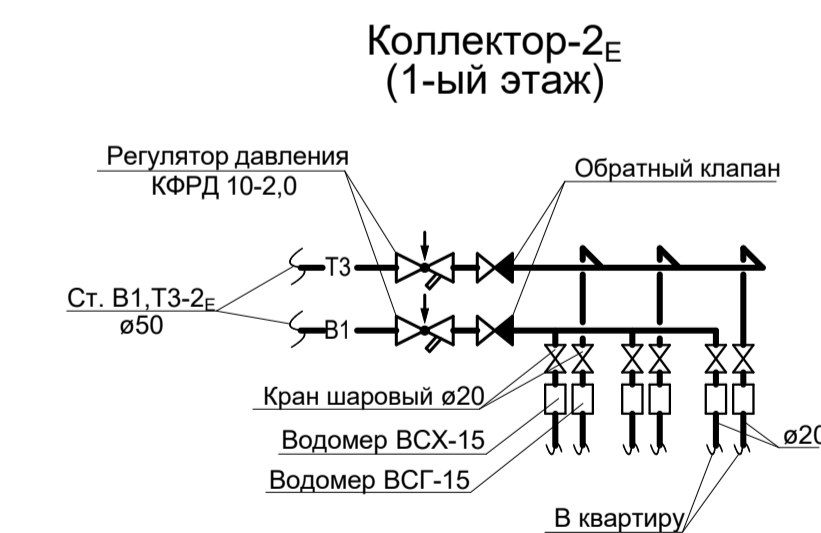 Коллектор-2Е
(1-ый этаж)
Регулятор давления
КФРД 10-2,0
Обратный клапан
Т3
Ст. В1,Т3-2Е
ø50
В1
Кран шаровый ø20
Водомер ВСХ-15
ø20
Водомер ВСГ-15
В квартиру